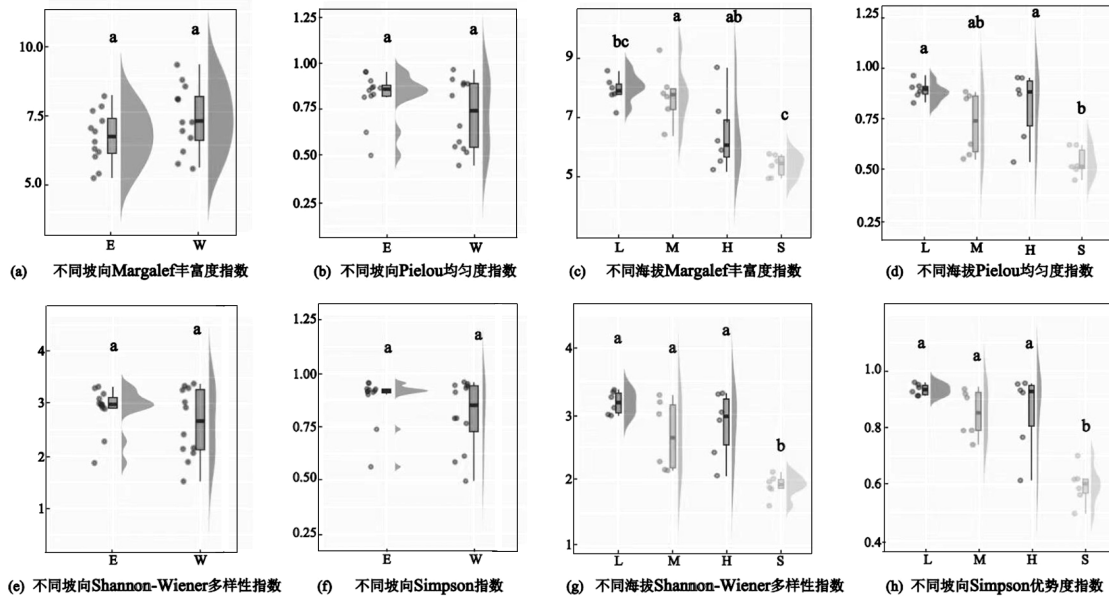 a
a
10.0
7.5
5.0
E
W
(a) 不同坡向Margalef丰富度指数
1.25
1.00
0.75
0.50
0.25
a
a
E
W
(b) 不同坡向Pielou均匀度指数
9
7
5
bc
a
ab
c
L
M
H
S
(c) 不同海拔Margalef丰富度指数
1.25
1.00
0.75
0.50
0.25
a
ab
a
b
L
M
H
S
(d) 不同海拔Pielou均匀度指数
4
3
2
1
a
a
E
W
(e) 不同坡向Shannon-Wiener多样性指数
1.25
1.00
0.75
0.50
0.25
a
a
E
W
(f) 不同坡向Simpson指数
4
3
2
1
a
a
a
b
L
M
H
S
(g) 不同海拔Shannon-Wiener多样性指数
1.0
0.8
0.6
0.4
a
a
a
b
L
M
H
S
(h) 不同坡向Simpson优势度指数